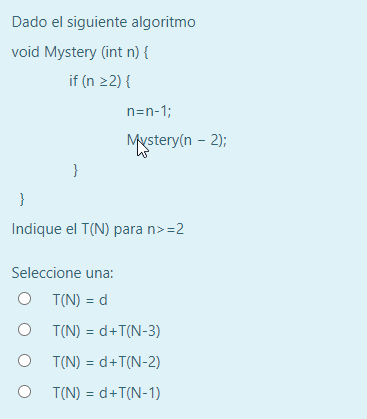 Dado el siguiente algoritmo
void Mystery (int n) {
if (n ≥2) {
n=n-1;
Mystery(n − 2);
}
}
Indique el T(N) para n>=2
Seleccione una:
T(N) = d
T(N) = d+T(N-3)
T(N) = d+T(N-2)
T(N) = d+T(N-1)